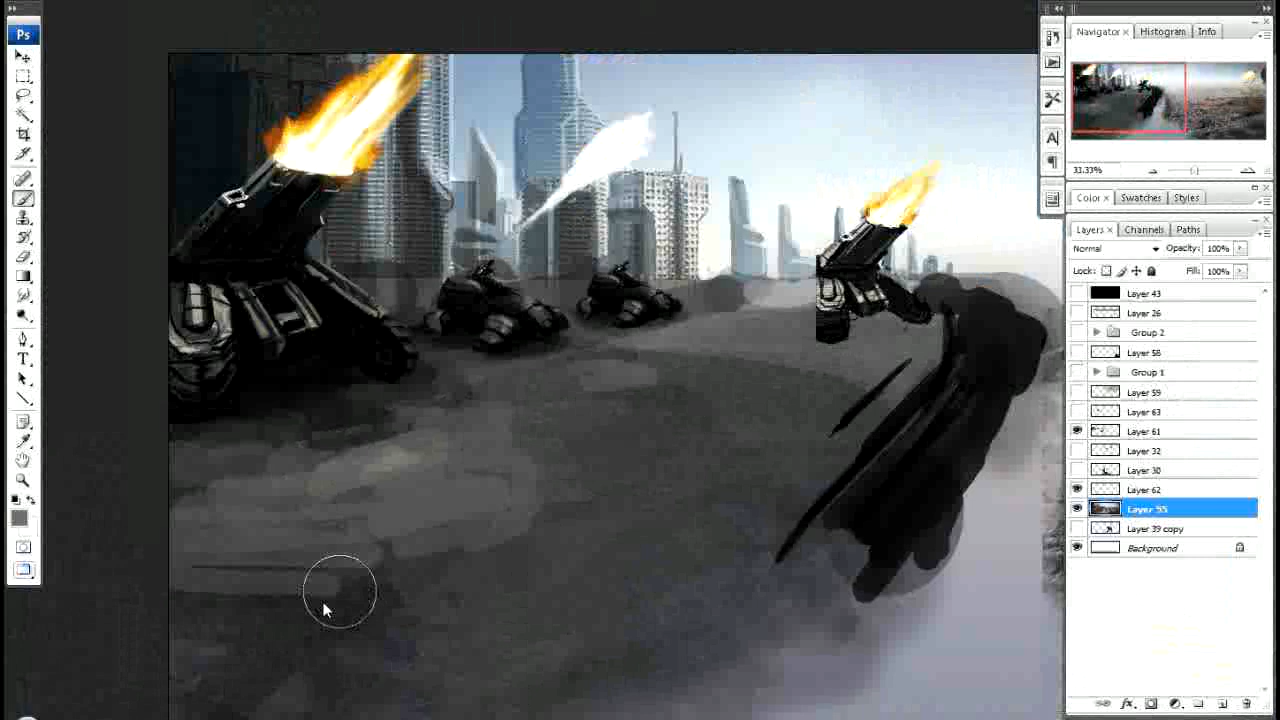 Ps
Navigator × Histogram Info
33.33%
Color × Swatches Styles
Layers × Channels Paths
Normal Opacity: 100%
Lock: Fill: 100%
Layer 43
Layer 26
Group 2
Layer 58
Group 1
Layer 59
Layer 63
Layer 61
Layer 32
Layer 30
Layer 62
Layer 55
Layer 39 copy
Background
A
T
fx